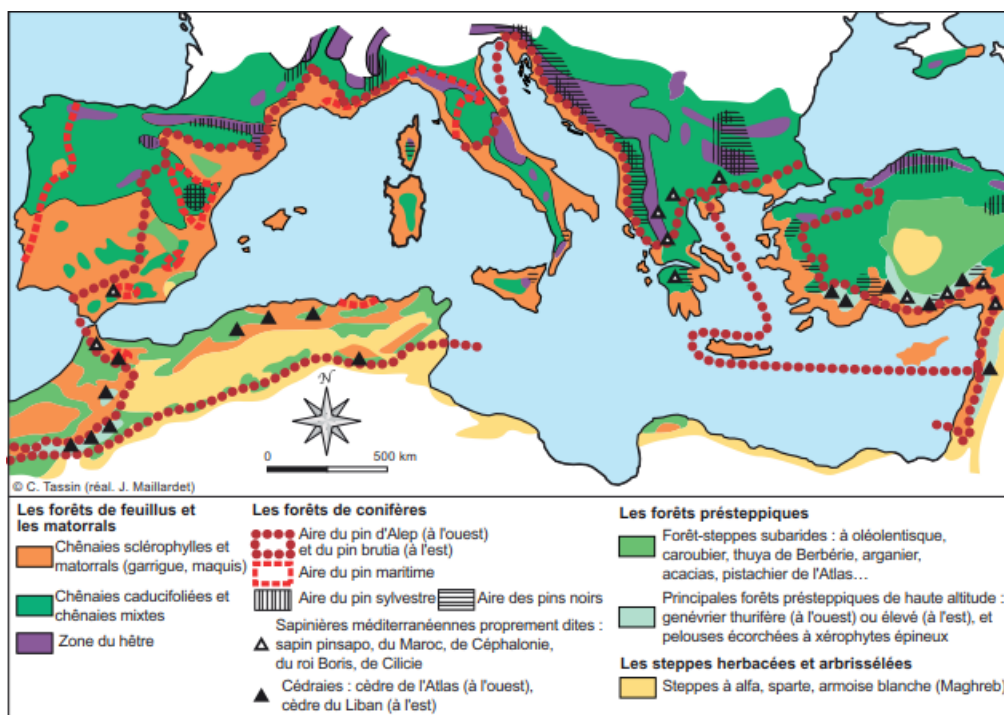 N
0 500 km
© C. Tassin (réal. J. Maillardet)
Les forêts de feuillus et
les matorrals
Chênaies sclérophylles et
matorrals (garrigue, maquis)
Chênaies caducifoliées et
chênaies mixtes
Zone du hêtre
Les forêts de conifères
Aire du pin d'Alep (à l'ouest)
et du pin brutia (à l'est)
Aire du pin maritime
Aire du pin sylvestre Aire des pins noirs
Sapinières méditerranéennes proprement dites :
sapin pinsapo, du Maroc, de Céphalonie,
du roi Boris, de Cilicie
Cédraies : cèdre de l'Atlas (à l'ouest),
cèdre du Liban (à l'est)
Les forêts présteppiques
Forêt-steppes subarides : à oléolentisque,
caroubier, thuya de Berbérie, arganier,
acacias, pistachier de l'Atlas...
Principales forêts présteppiques de haute altitude :
genévrier thurifère (à l'ouest) ou élevé (à l'est), et
pelouses écorchées à xérophytes épineux
Les steppes herbacées et arbrissélées
Steppes à alfa, sparte, armoise blanche (Maghreb)